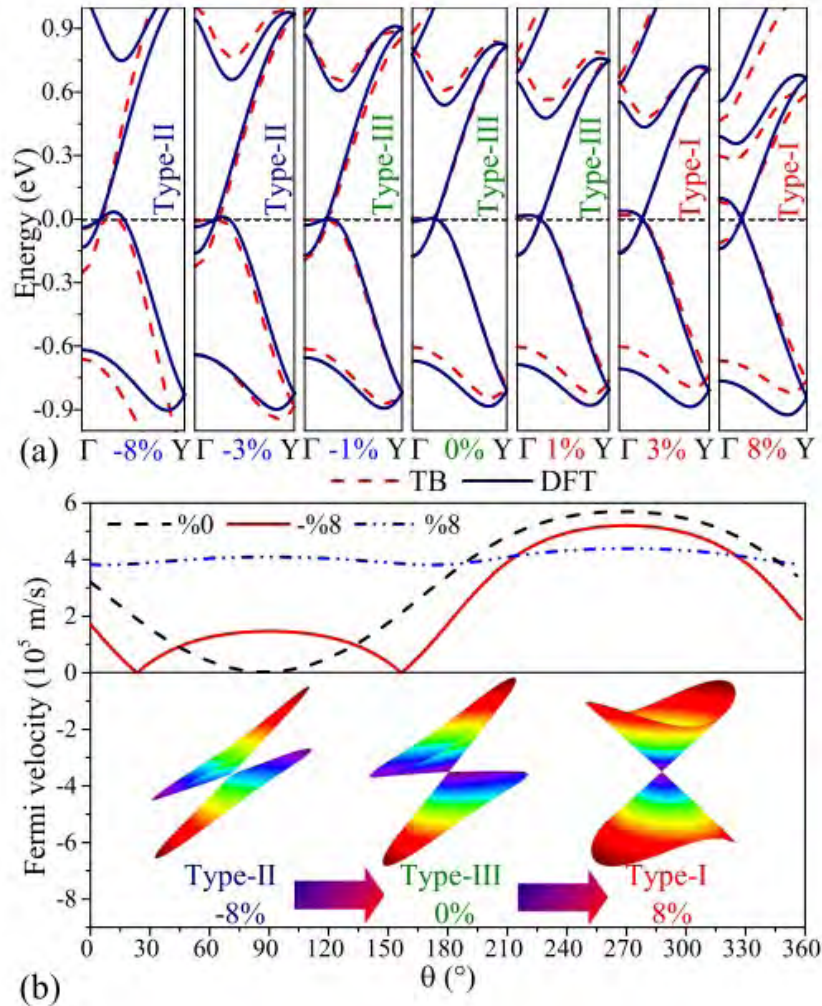 0.9
0.6
0.3
0.0
-0.3
-0.6
-0.9
Energy (eV)
Type-II
Type-II
Type-III
Type-III
Type-III
Type-I
Type-I
(a)
Γ -8% Y Γ -3% Y Γ -1% Y Γ 0% Y Γ 1% Y Γ 3% Y Γ 8% Y
TB DFT
%0 -%8 %8
6
4
2
0
-2
-4
-6
-8
Fermi velocity (10⁵ m/s)
Type-II Type-III Type-I
-8% 0% 8%
0 30 60 90 120 150 180 210 240 270 300 330 360
θ (°)
(b)